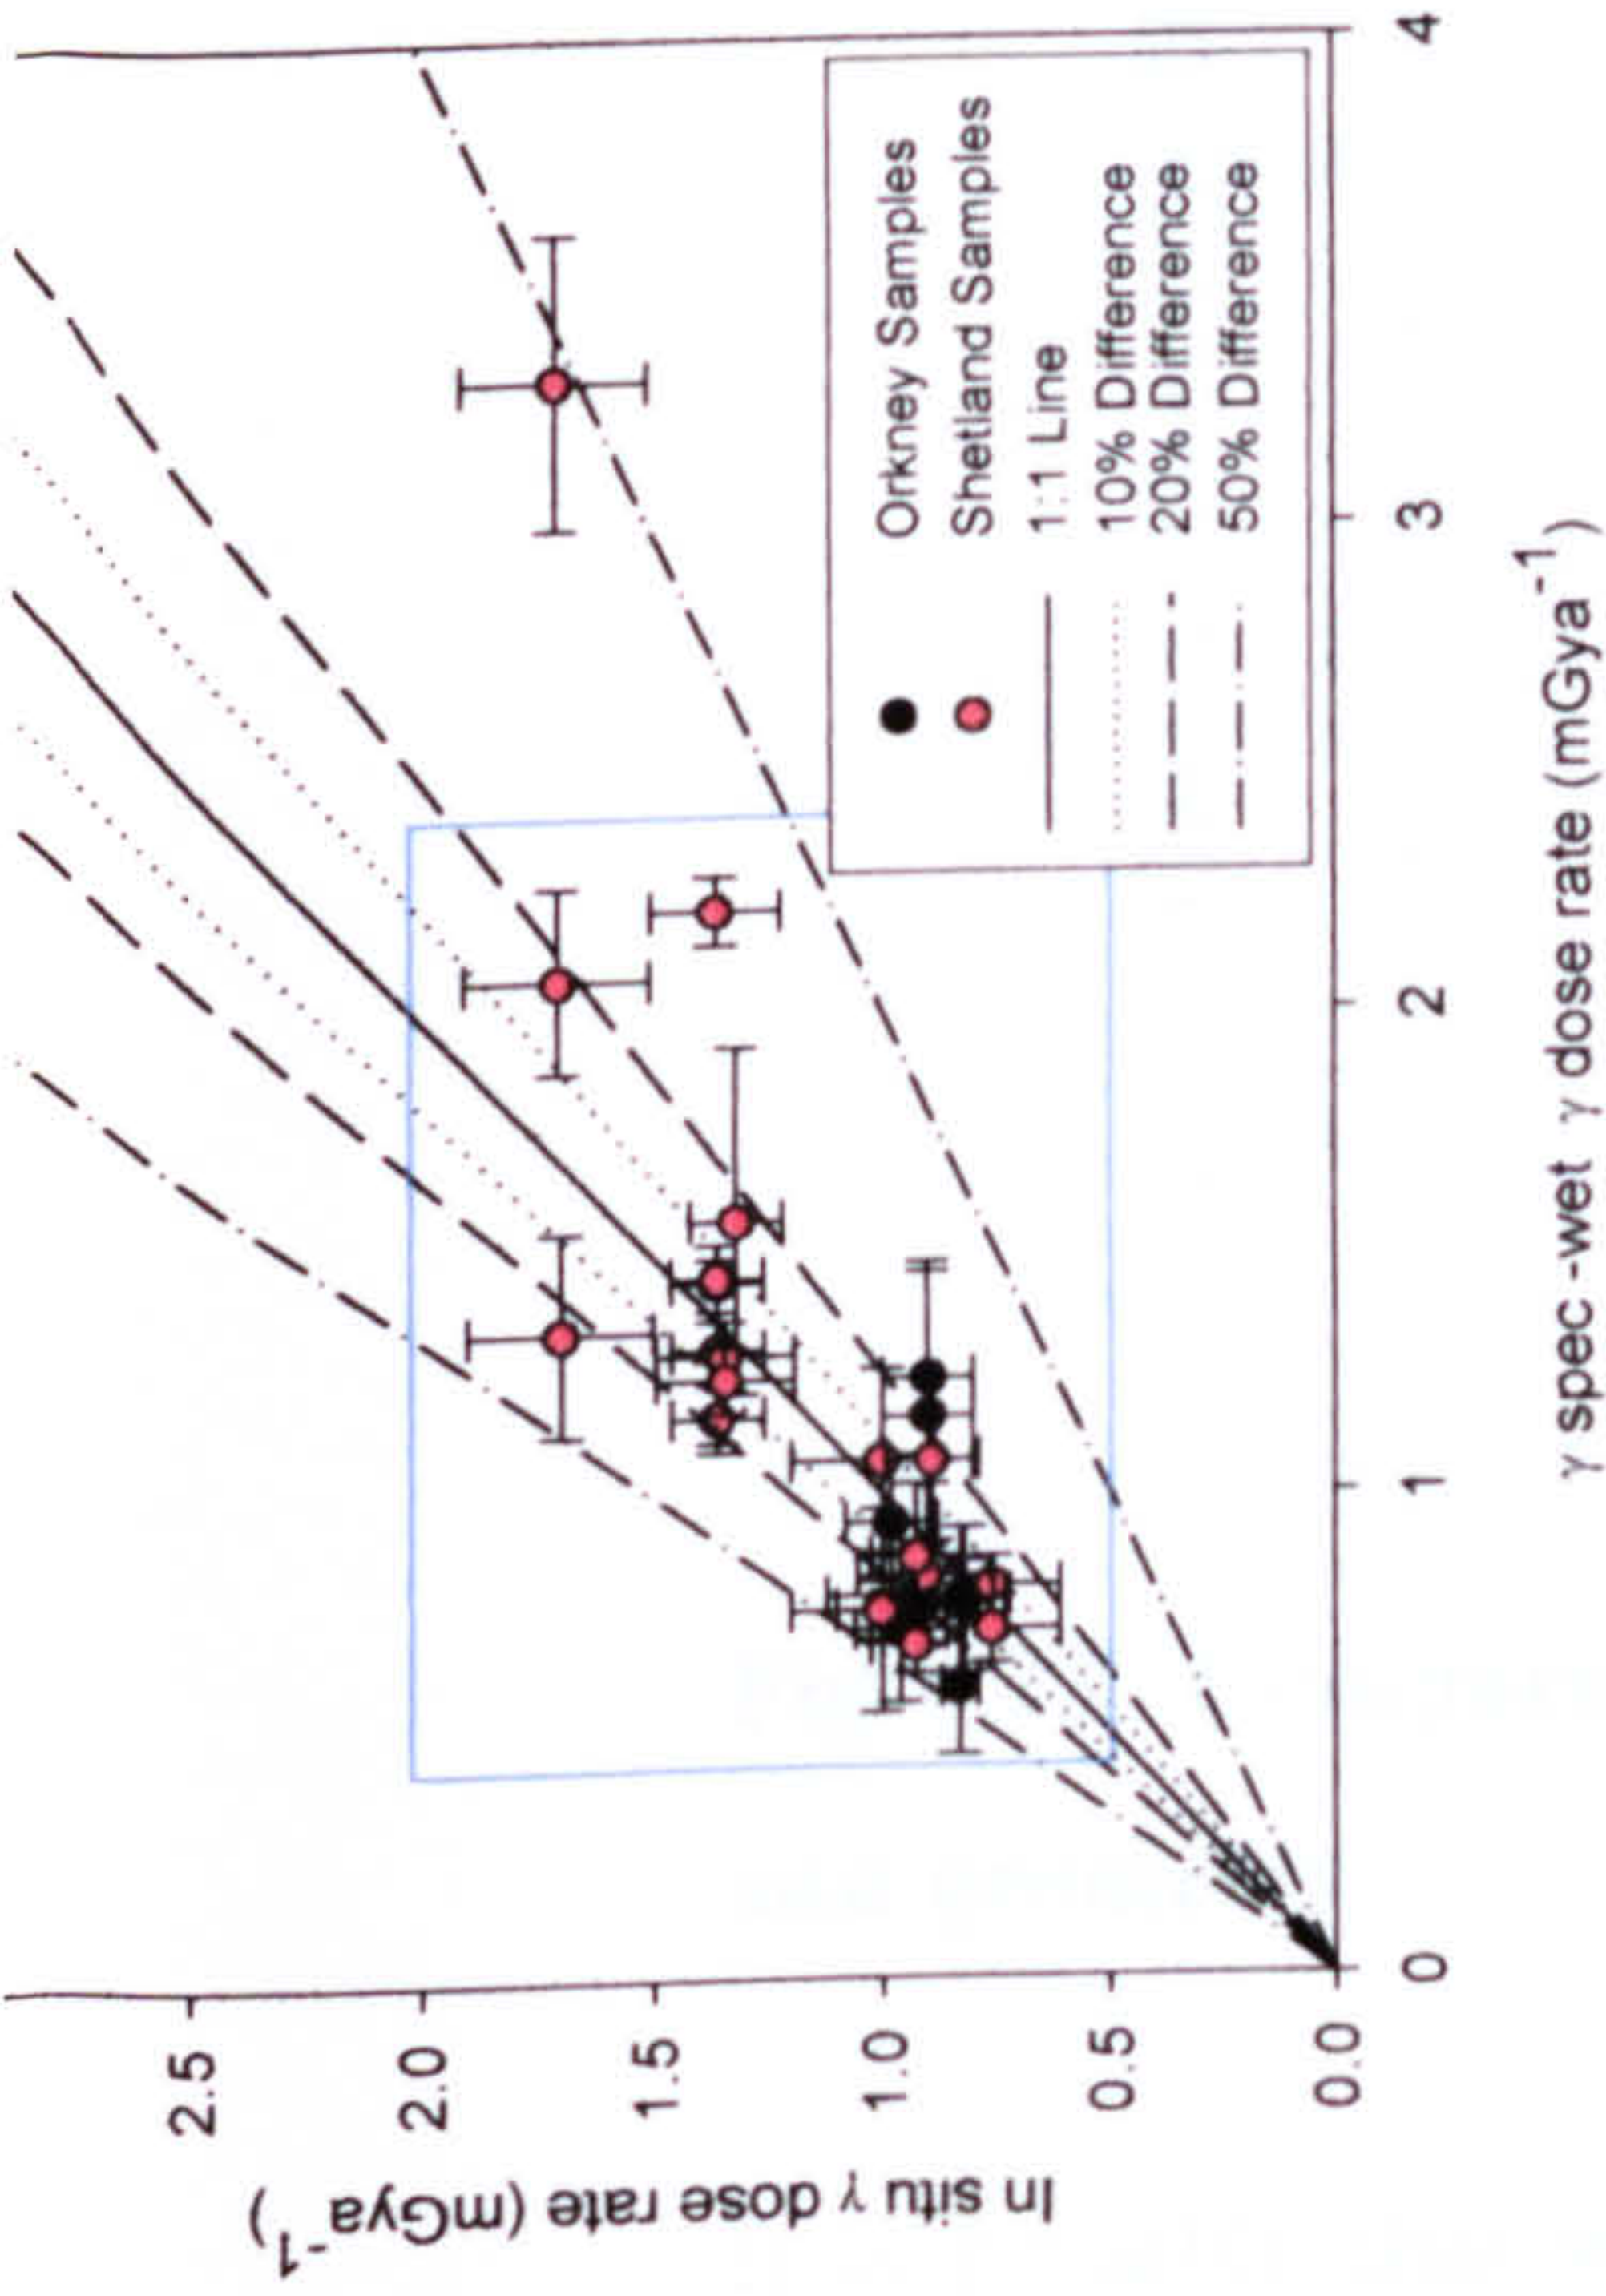 In situ γ dose rate (mGya⁻¹)
2.5
2.0
1.5
1.0
0.5
0.0
Orkney Samples
Shetland Samples
1:1 Line
10% Difference
20% Difference
50% Difference
0
1
2
3
4
γ spec -wet γ dose rate (mGya⁻¹)